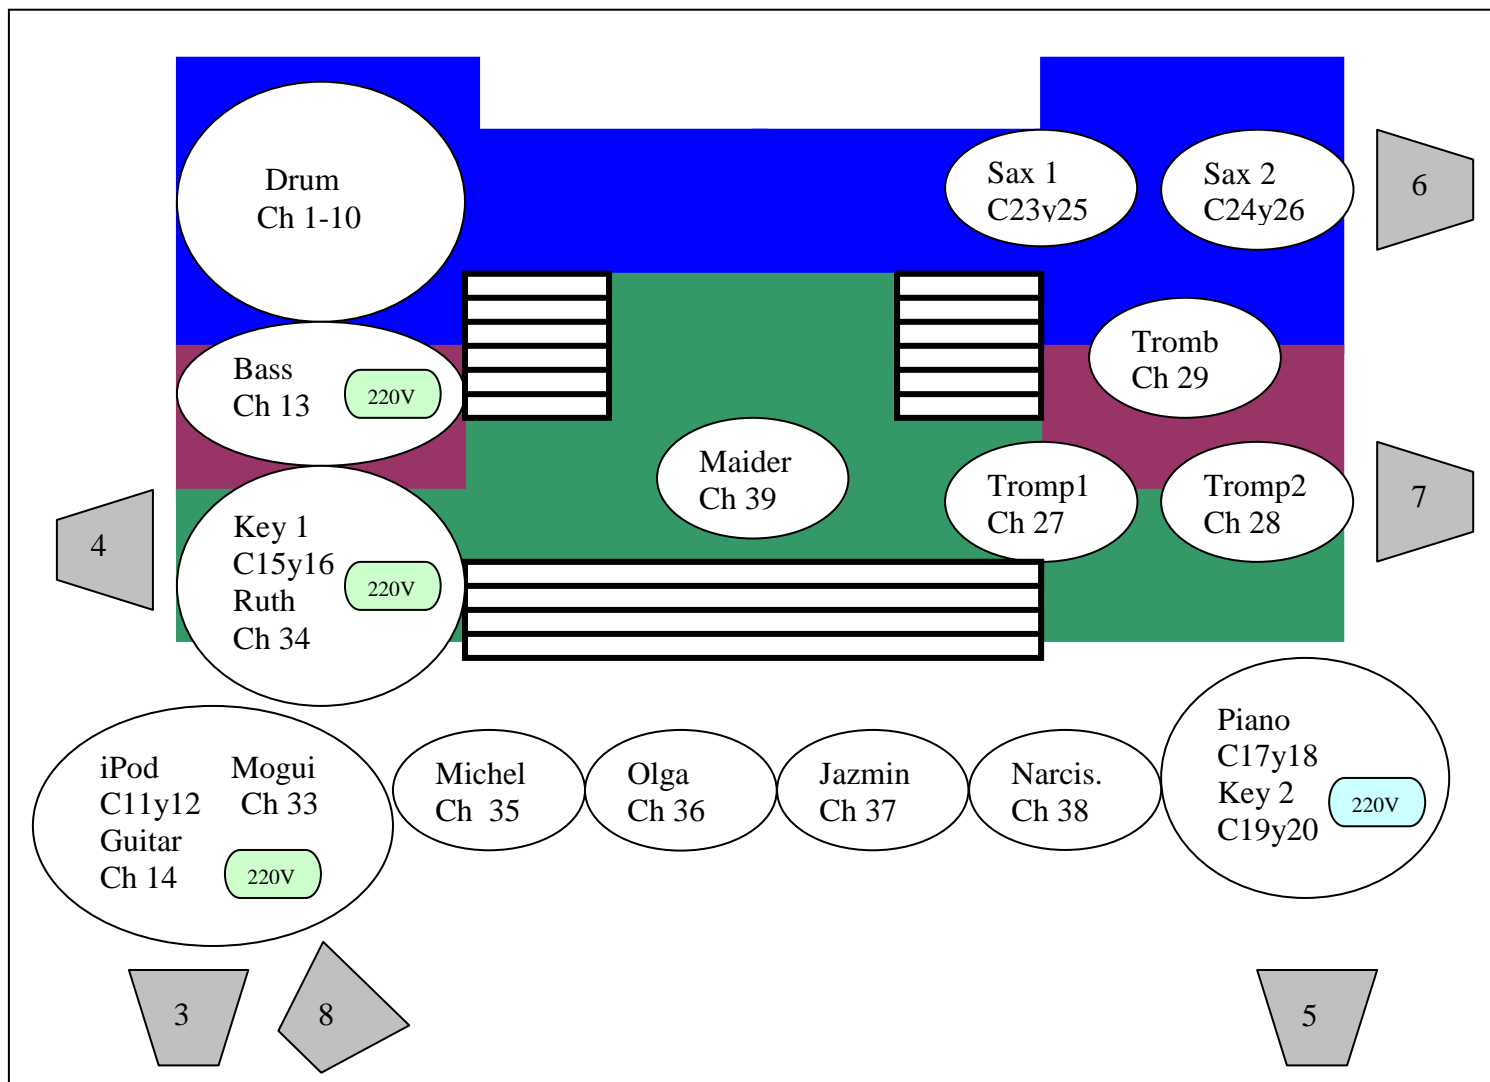 Drum
Ch 1-10
Sax 1
C23y25
Sax 2
C24y26
6
Bass
Ch 13
220V
Tromb
Ch 29
Maider
Ch 39
Tromp1
Ch 27
Tromp2
Ch 28
7
4
Key 1
C15y16
Ruth
Ch 34
220V
iPod
C11y12
Guitar
Ch 14
Mogui
Ch 33
220V
Michel
Ch 35
Olga
Ch 36
Jazmin
Ch 37
Narcis.
Ch 38
Piano
C17y18
Key 2
C19y20
220V
3
8
5